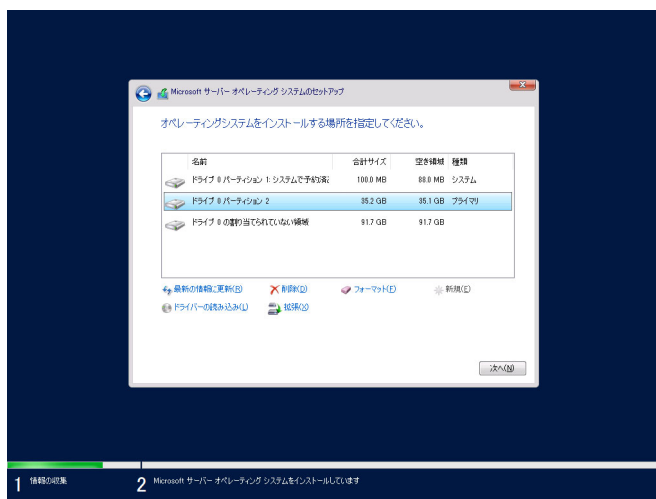 Microsoft サーバー オペレーティング システムのセットアップ
オペレーティングシステムをインストールする場所を指定してください。
名前 合計サイズ 空き領域 種類
ドライブ 0 パーティション 1: システムで予約済 100.0 MB 88.0 MB システム
ドライブ 0 パーティション 2 35.2 GB 35.1 GB プライマリ
ドライブ 0 の割り当てられていない領域 91.7 GB 91.7 GB
最新の情報に更新(R) 削除(D) フォーマット(F) 新規(E)
ドライバーの読み込み(L) 拡張(X)
次へ(N)
1 情報の収集 2 Microsoft サーバー オペレーティング システムをインストールしています